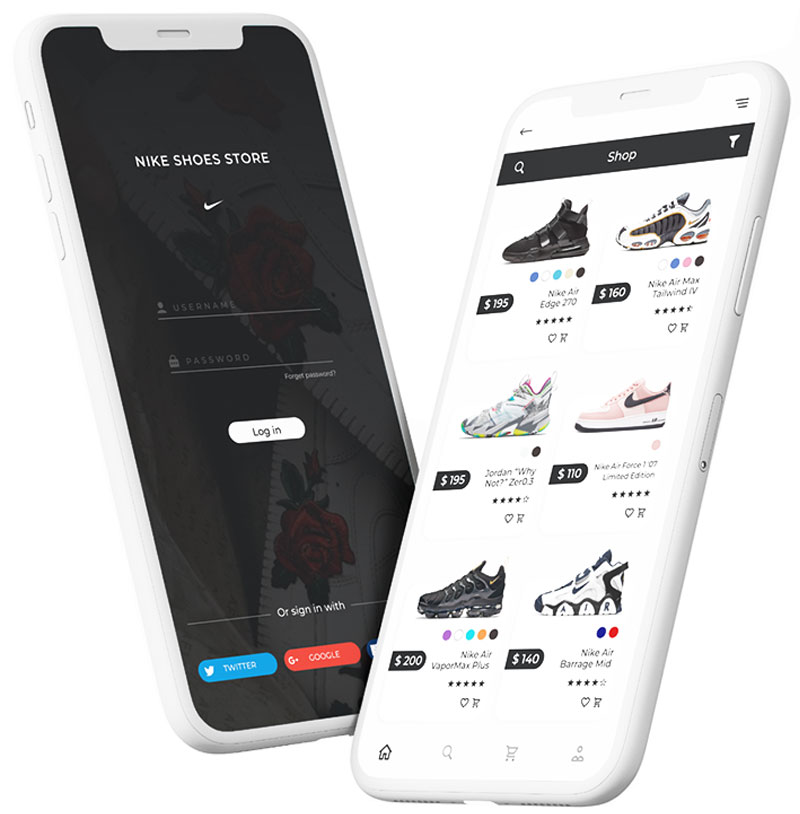 NIKE SHOES STORE
USERNAME
PASSWORD
Forget password?
Log in
Or sign in with
TWITTER
G+ GOOGLE
Shop
$ 195
Nike Air
Edge 270
$ 160
Nike Air Max
Tailwind IV
$ 195
Jordan "Why
Not?" Zer0.3
$ 110
Nike Air Force 1 '07
Limited Edition
AIR
$ 200
Nike Air
VaporMax Plus
$ 140
Nike Air
Barrage Mid